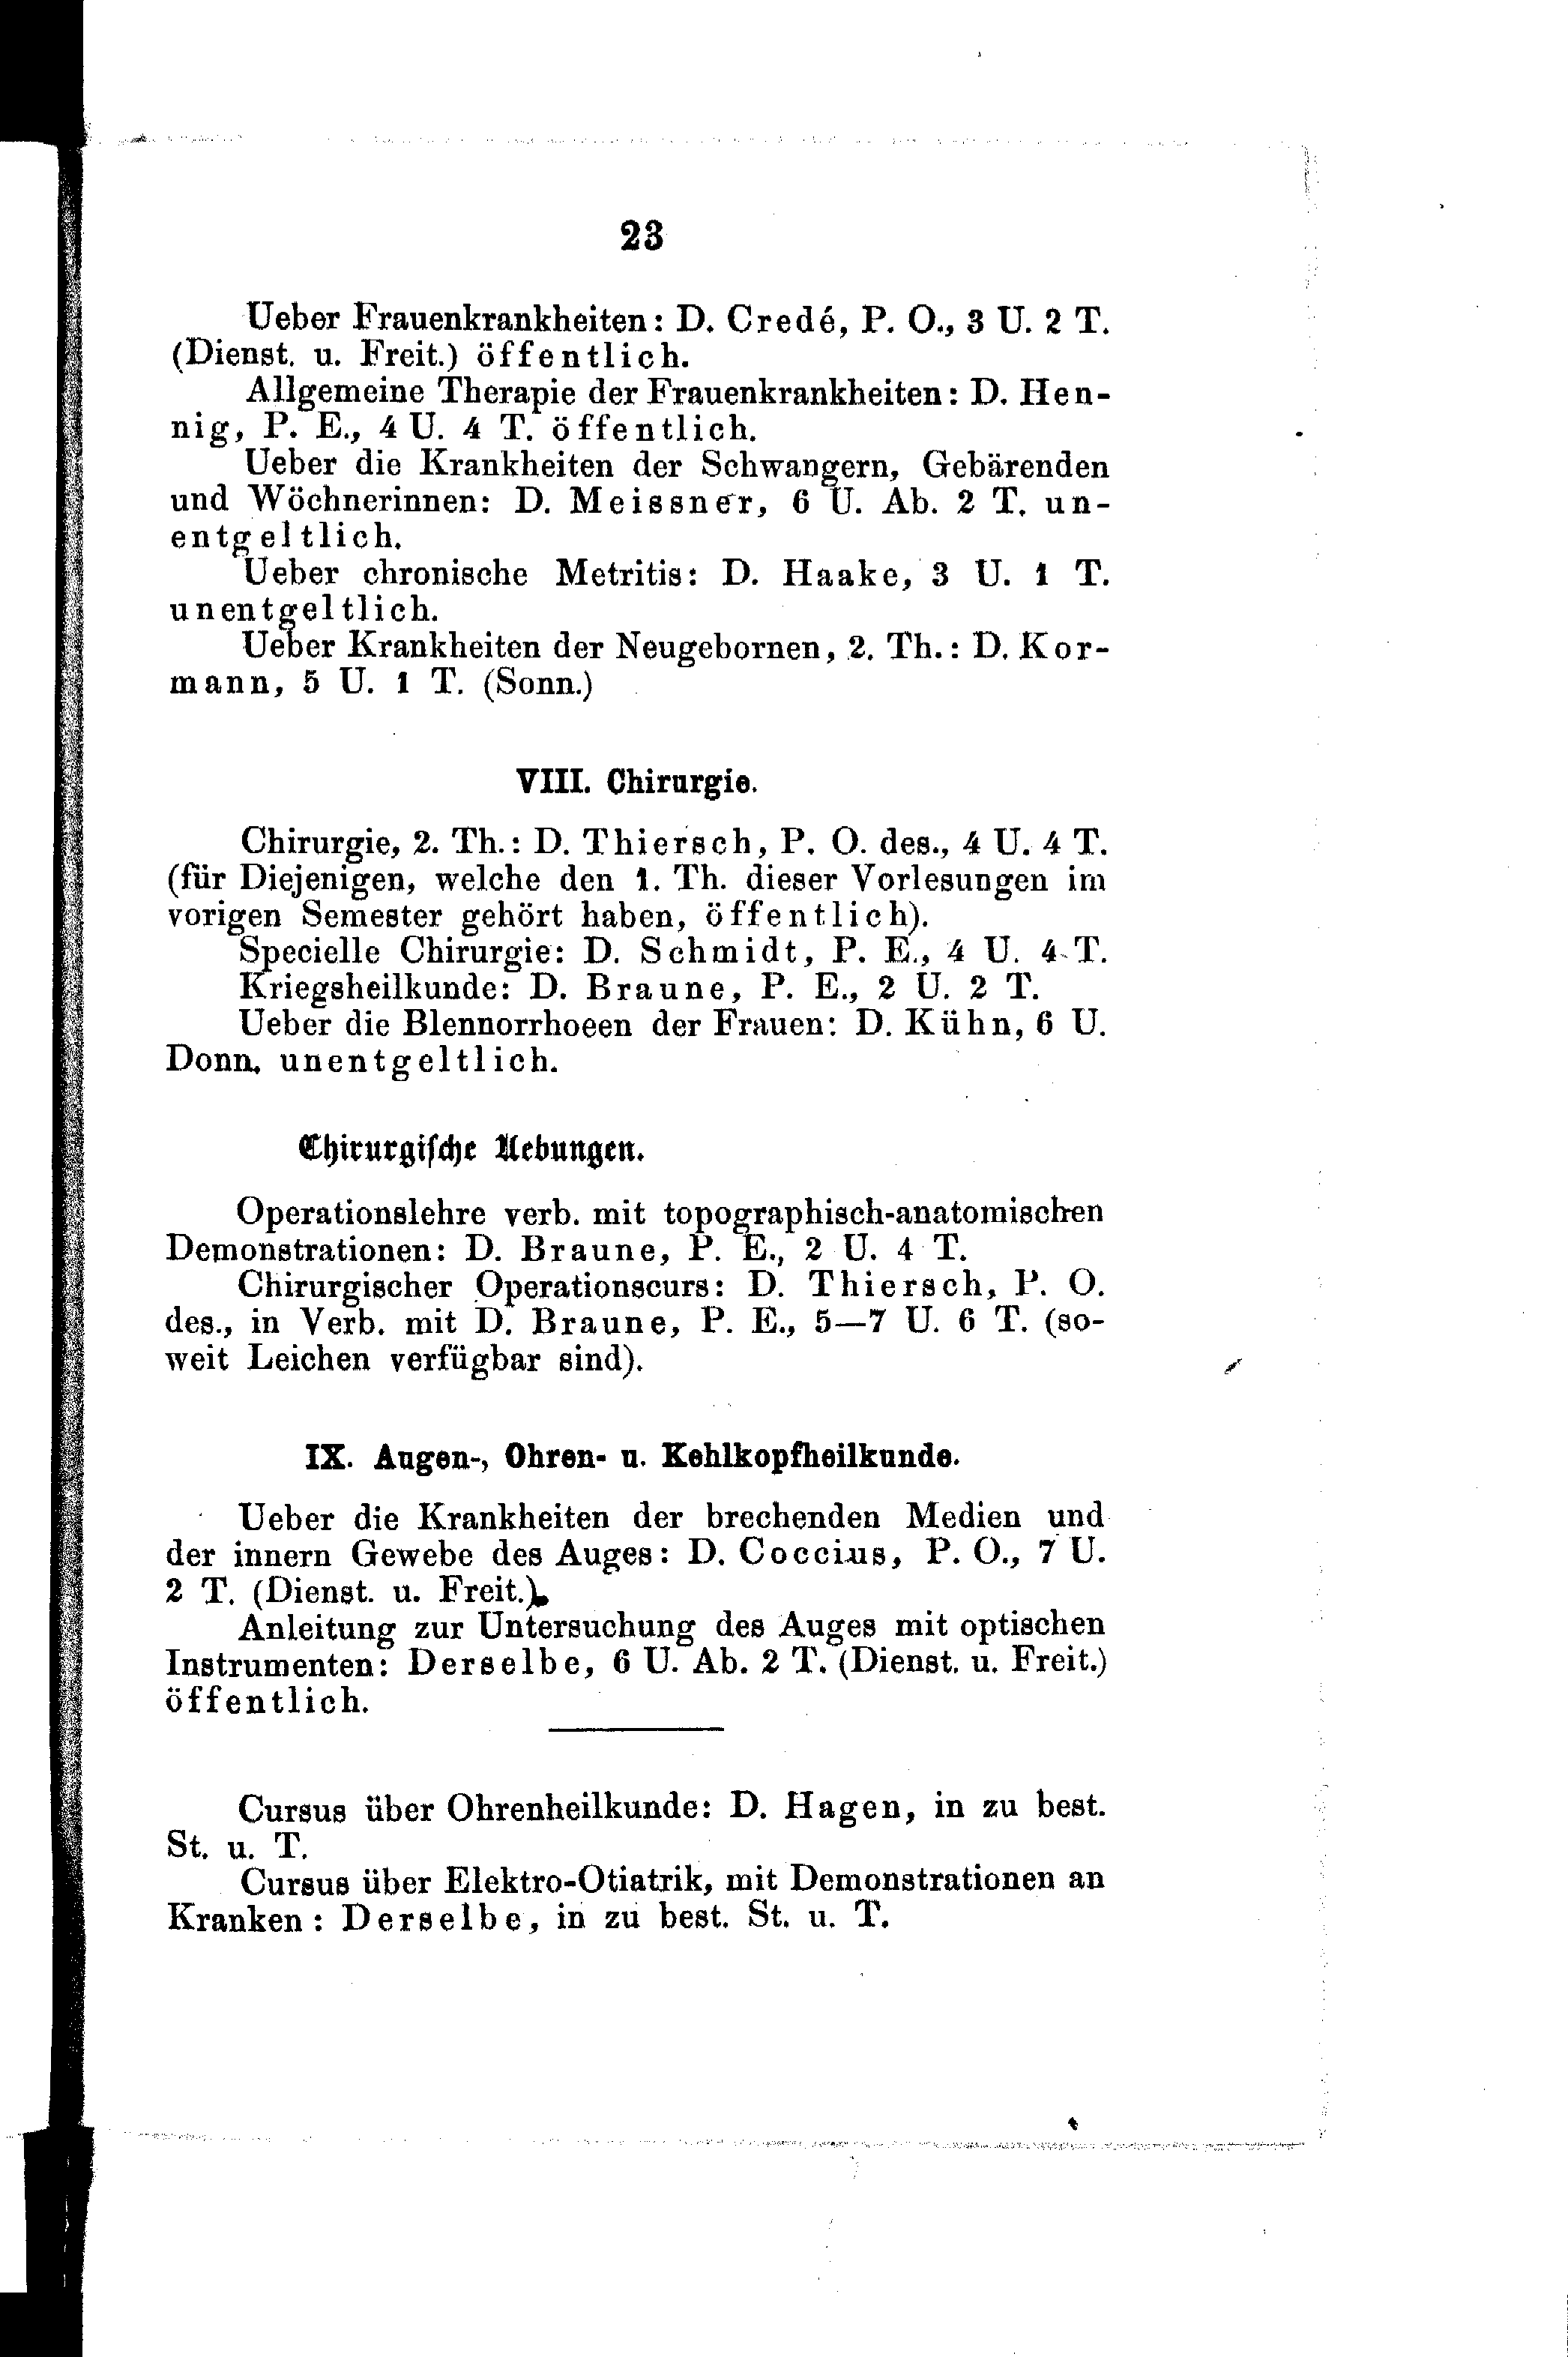 23
Ueber Frauenkrankheiten: D. Credé, P. O., 3 U. 2 T.
(Dienst. u. Freit.) öffentlich.
Allgemeine Therapie der Frauenkrankheiten: D. Hen-
nig, P. E., 4 U. 4 T. öffentlich.
Ueber die Krankheiten der Schwangern, Gebärenden
und Wöchnerinnen: D. Meissner, 6 U. Ab. 2 T. un-
entgeltlich.
Ueber chronische Metritis: D. Haake, 3 U. 1 T.
unentgeltlich.
Ueber Krankheiten der Neugebornen, 2. Th.: D. Kor-
mann, 5 U. 1 T. (Sonn.)
VIII. Chirurgie.
Chirurgie, 2. Th.: D. Thiersch, P. O. des., 4 U. 4 T.
(für Diejenigen, welche den 1. Th. dieser Vorlesungen im
vorigen Semester gehört haben, öffentlich).
Specielle Chirurgie: D. Schmidt, P. E., 4 U. 4 T.
Kriegsheilkunde: D. Braune, P. E., 2 U. 2 T.
Ueber die Blennorrhoeen der Frauen: D. Kühn, 6 U.
Donn. unentgeltlich.
Chirurgische Uebungen.
Operationslehre verb. mit topographisch-anatomischen
Demonstrationen: D. Braune, P. E., 2 U. 4 T.
Chirurgischer Operationscurs: D. Thiersch, P. O.
des., in Verb. mit D. Braune, P. E., 5—7 U. 6 T. (so-
weit Leichen verfügbar sind).
IX. Augen-, Ohren- u. Kehlkopfheilkunde.
Ueber die Krankheiten der brechenden Medien und
der innern Gewebe des Auges: D. Coccius, P. O., 7 U.
2 T. (Dienst. u. Freit.).
Anleitung zur Untersuchung des Auges mit optischen
Instrumenten: Derselbe, 6 U. Ab. 2 T. (Dienst. u. Freit.)
öffentlich.
Cursus über Ohrenheilkunde: D. Hagen, in zu best.
St. u. T.
Cursus über Elektro-Otiatrik, mit Demonstrationen an
Kranken: Derselbe, in zu best. St. u. T.